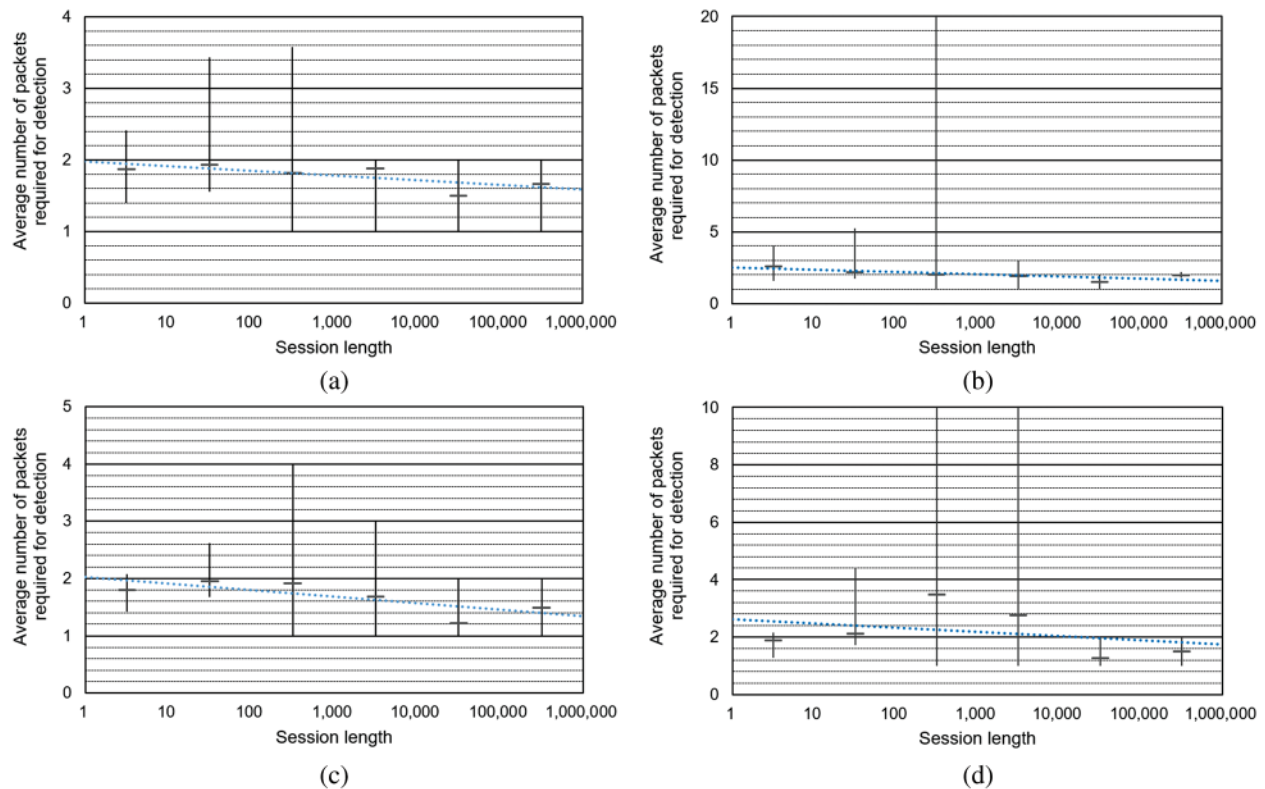 Average number of packets
required for detection
4
3
2
1
0
1 10 100 1,000 10,000 100,000 1,000,000
Session length
(a)
Average number of packets
required for detection
20
15
10
5
0
1 10 100 1,000 10,000 100,000 1,000,000
Session length
(b)
Average number of packets
required for detection
5
4
3
2
1
0
1 10 100 1,000 10,000 100,000 1,000,000
Session length
(c)
Average number of packets
required for detection
10
8
6
4
2
0
1 10 100 1,000 10,000 100,000 1,000,000
Session length
(d)